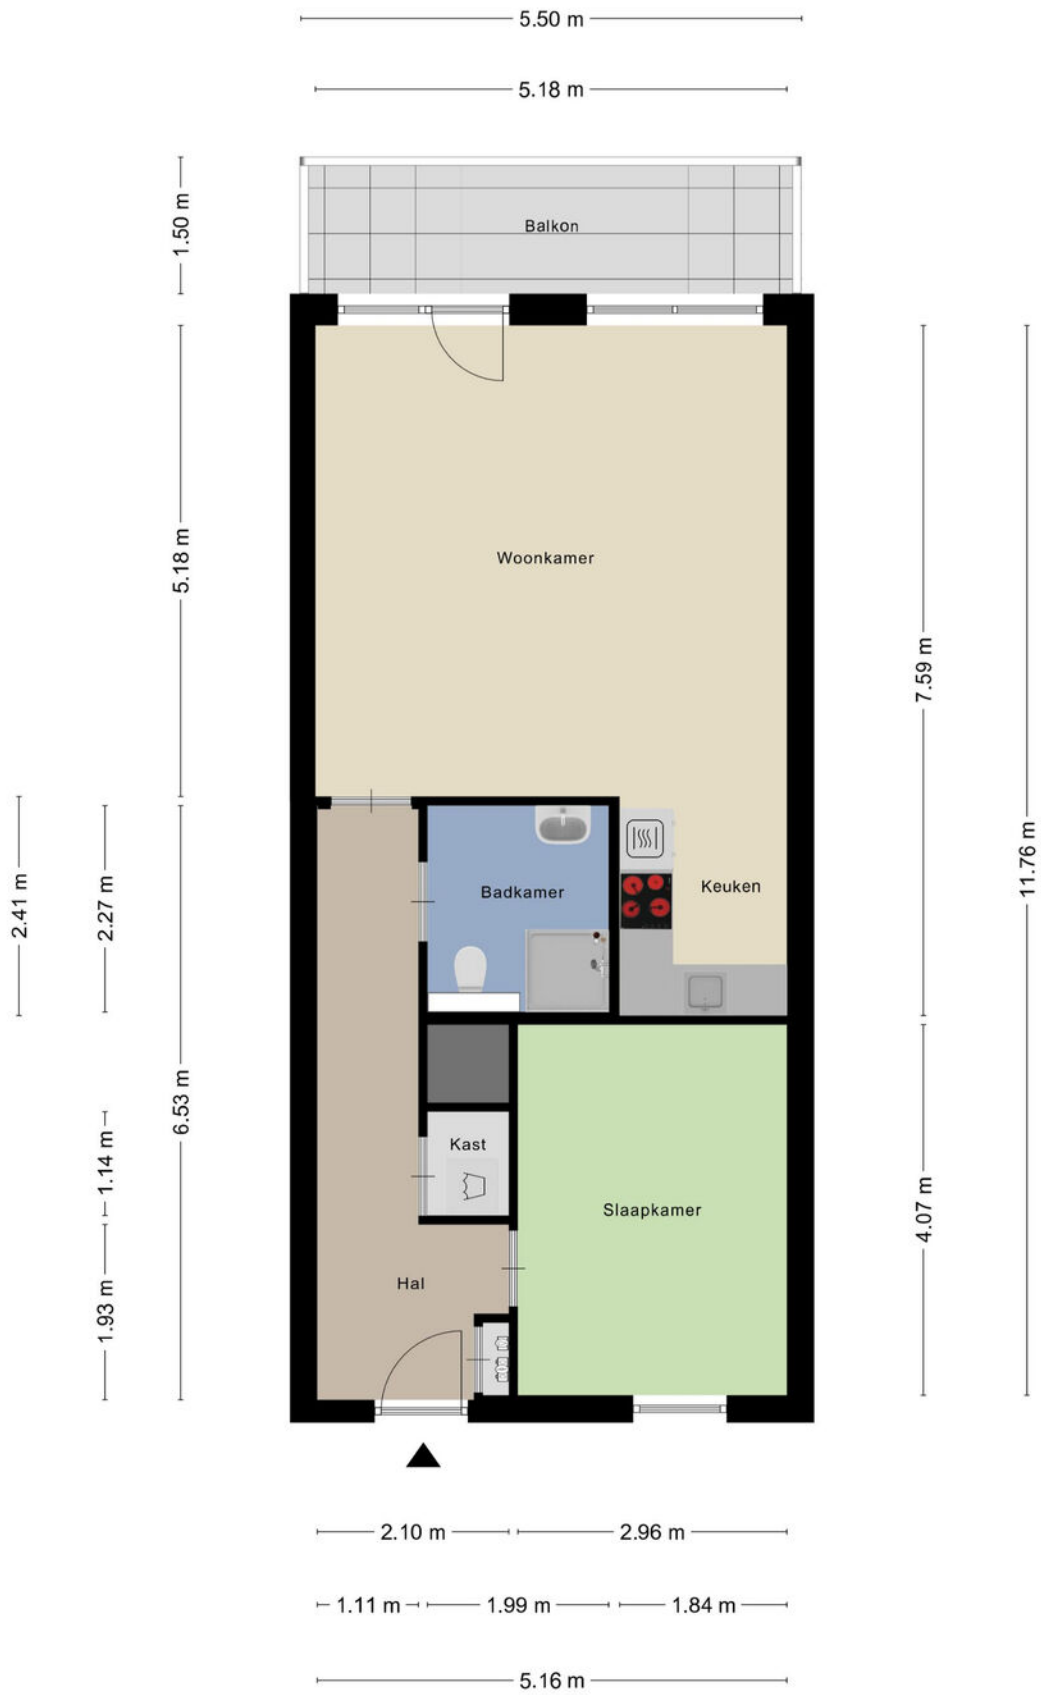 5.50 m
5.18 m
1.50 m
Balkon
5.18 m
Woonkamer
7.59 m
11.76 m
2.41 m
2.27 m
Badkamer
Keuken
6.53 m
1.14 m
Kast
4.07 m
Slaapkamer
1.93 m
Hal
2.10 m
2.96 m
1.11 m
1.99 m
1.84 m
5.16 m